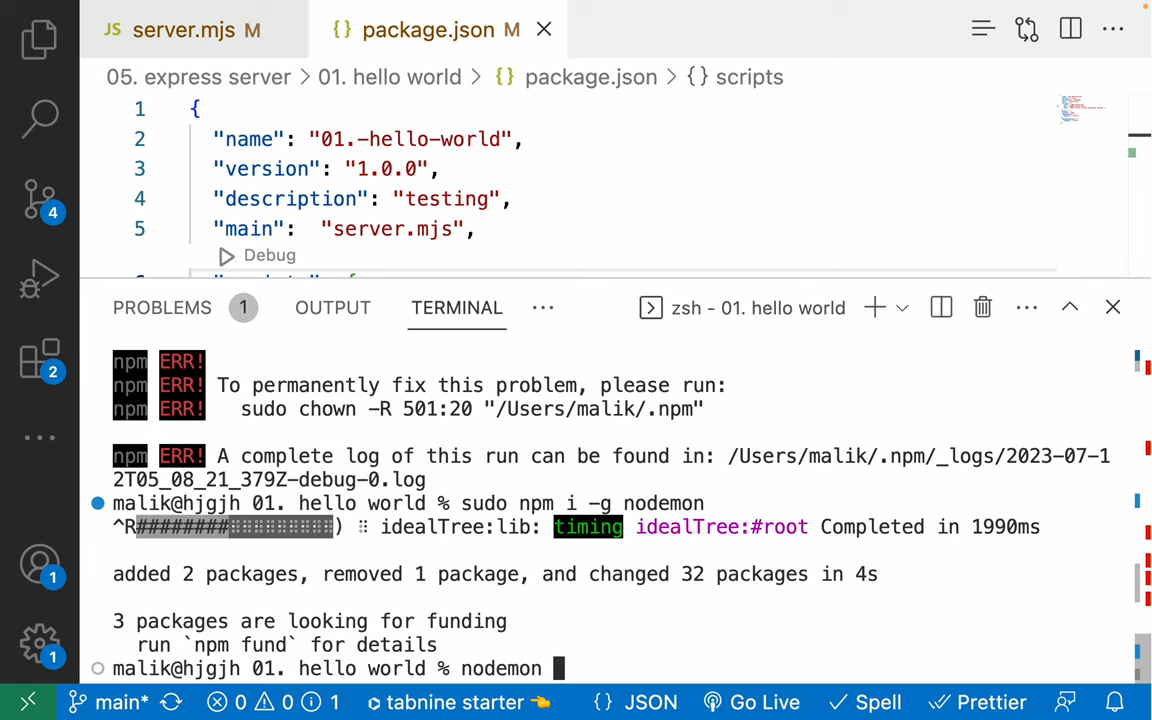 JS server.mjs M
{} package.json M
05. express server > 01. hello world > {} package.json > {} scripts
1 {
2 "name": "01.-hello-world",
3 "version": "1.0.0",
4 "description": "testing",
5 "main":  "server.mjs",
Debug
4
2
1
1
PROBLEMS 1 OUTPUT TERMINAL ... zsh - 01. hello world
npm ERR!
npm ERR! To permanently fix this problem, please run:
npm ERR!   sudo chown -R 501:20 "/Users/malik/.npm"
npm ERR! A complete log of this run can be found in: /Users/malik/.npm/_logs/2023-07-1
2T05_08_21_379Z-debug-0.log
malik@hjgjh 01. hello world % sudo npm i -g nodemon
^R########⠂⠂⠂⠂⠂⠂⠂⠂⠂) ⠸ idealTree:lib: timing idealTree:#root Completed in 1990ms
added 2 packages, removed 1 package, and changed 32 packages in 4s
3 packages are looking for funding
run `npm fund` for details
malik@hjgjh 01. hello world % nodemon
main* 0 0 1 tabnine starter 👈 {} JSON Go Live Spell Prettier